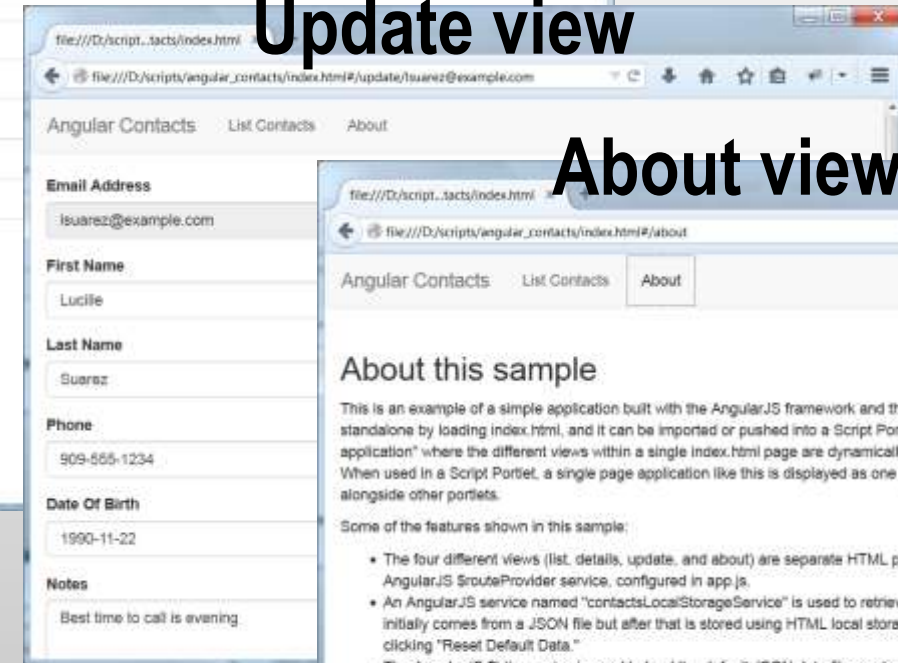 Update view
file:///D:/script...tacts/index.html
file:///D:/scripts/angular_contacts/index.html#/update/lsuarez@example.com
Angular Contacts List Contacts About
Email Address
lsuarez@example.com
First Name
Lucille
Last Name
Suarez
Phone
909-555-1234
Date Of Birth
1990-11-22
Notes
Best time to call is evening
About view
file:///D:/script...tacts/index.html
file:///D:/scripts/angular_contacts/index.html#/about
Angular Contacts List Contacts About
About this sample
This is an example of a simple application built with the AngularJS framework and th
standalone by loading index.html, and it can be imported or pushed into a Script Por
application" where the different views within a single index.html page are dynamicall
When used in a Script Portlet, a single page application like this is displayed as one
alongside other portlets.
Some of the features shown in this sample:
• The four different views (list, details, update, and about) are separate HTML p
AngularJS $routeProvider service, configured in app.js.
• An AngularJS service named "contactsLocalStorageService" is used to retriev
initially comes from a JSON file but after that is stored using HTML local stora
clicking "Reset Default Data."